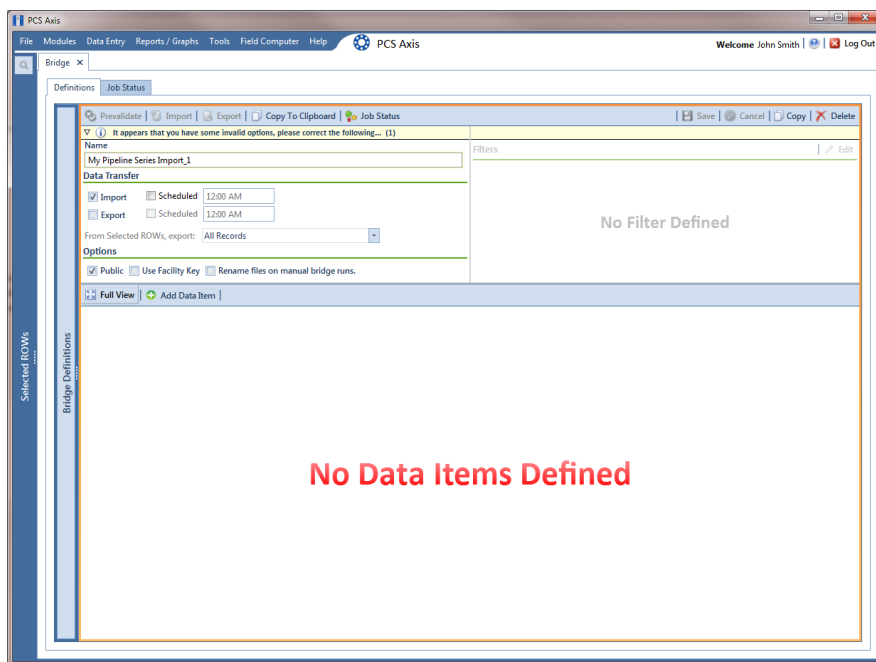 PCS Axis
File Modules Data Entry Reports / Graphs Tools Field Computer Help PCS Axis Welcome John Smith Log Out
Bridge
Definitions Job Status
Prevalidate Import Export Copy To Clipboard Job Status Save Cancel Copy Delete
It appears that you have some invalid options, please correct the following... (1)
Name
My Pipeline Series Import_1
Filters Edit
No Filter Defined
Data Transfer
Import Scheduled 12:00 AM
Export Scheduled 12:00 AM
From Selected ROWs, export: All Records
Options
Public Use Facility Key Rename files on manual bridge runs.
Full View Add Data Item
Selected ROWs
Bridge Definitions
No Data Items Defined